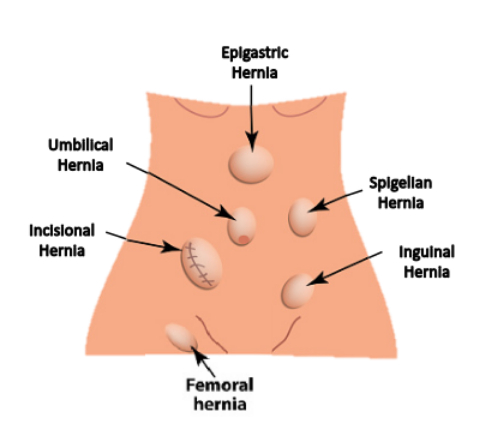 Epigastric
Hernia
Umbilical
Hernia
Spigelian
Hernia
Incisional
Hernia
Inguinal
Hernia
Femoral
hernia